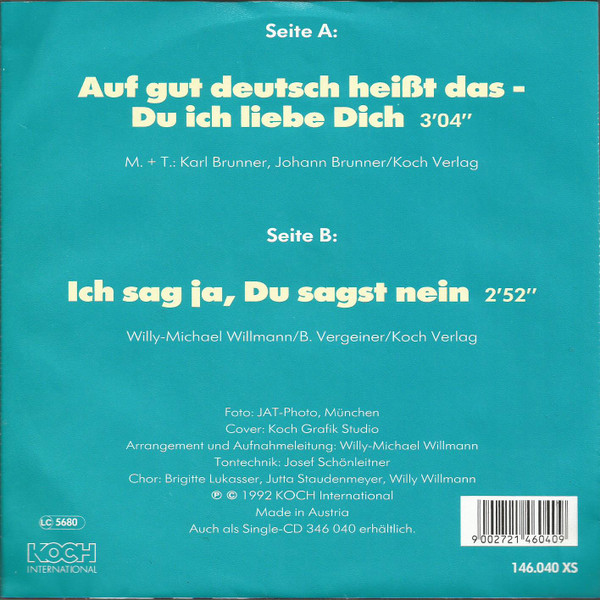 Seite A:
Auf gut deutsch heißt das -
Du ich liebe Dich 3'04"
M. + T.: Karl Brunner, Johann Brunner/Koch Verlag
Seite B:
Ich sag ja, Du sagst nein 2'52"
Willy-Michael Willmann/B. Vergeiner/Koch Verlag
Foto: JAT-Photo, München
Cover: Koch Grafik Studio
Arrangement und Aufnahmeleitung: Willy-Michael Willmann
Tontechnik: Josef Schönleitner
Chor: Brigitte Lukasser, Jutta Staudenmeyer, Willy Willmann
℗ © 1992 KOCH International
Made in Austria
Auch als Single-CD 346 040 erhältlich.
LC 5680
KOCH
INTERNATIONAL
9 002721 460409
146.040 XS